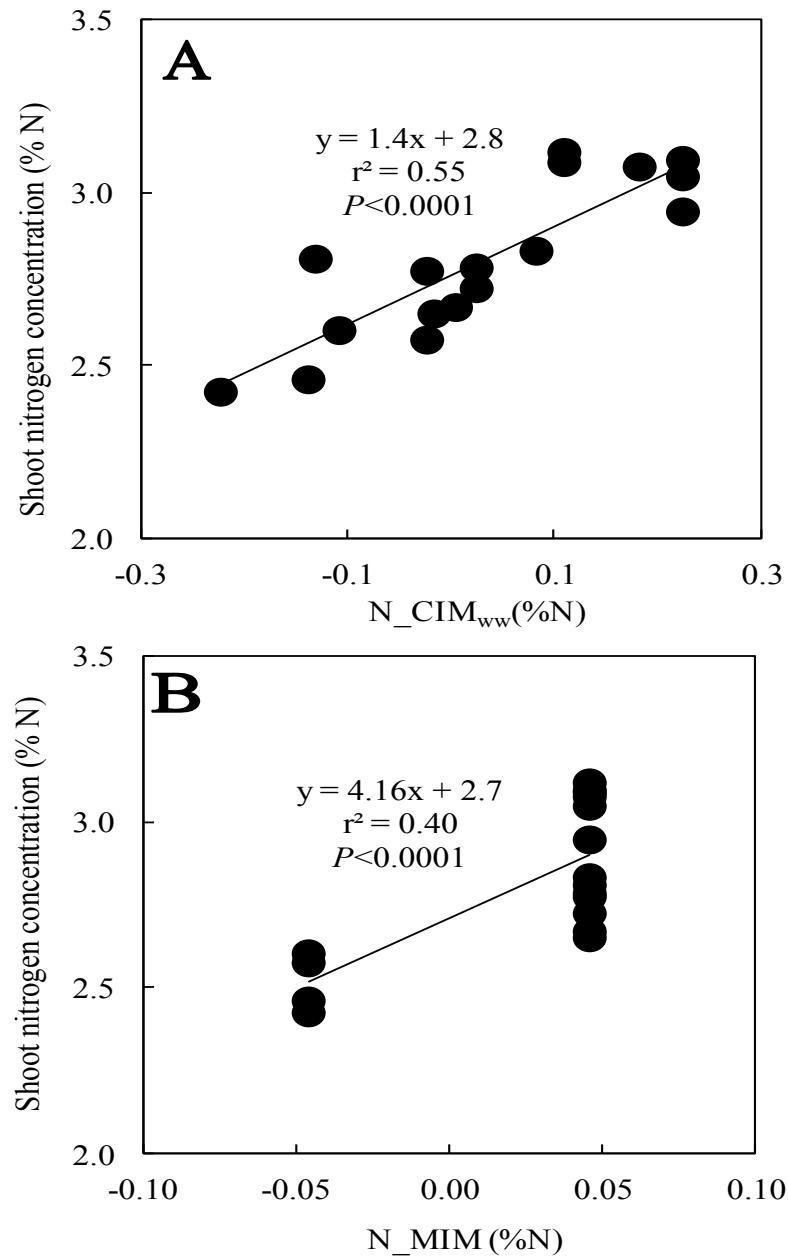 A
Shoot nitrogen concentration (% N)
3.5
3.0
2.5
2.0
y = 1.4x + 2.8
r² = 0.55
P<0.0001
-0.3
-0.1
0.1
0.3
N_CIMww(%N)
B
Shoot nitrogen concentration (% N)
3.5
3.0
2.5
2.0
y = 4.16x + 2.7
r² = 0.40
P<0.0001
-0.10
-0.05
0.00
0.05
0.10
N_MIM (%N)